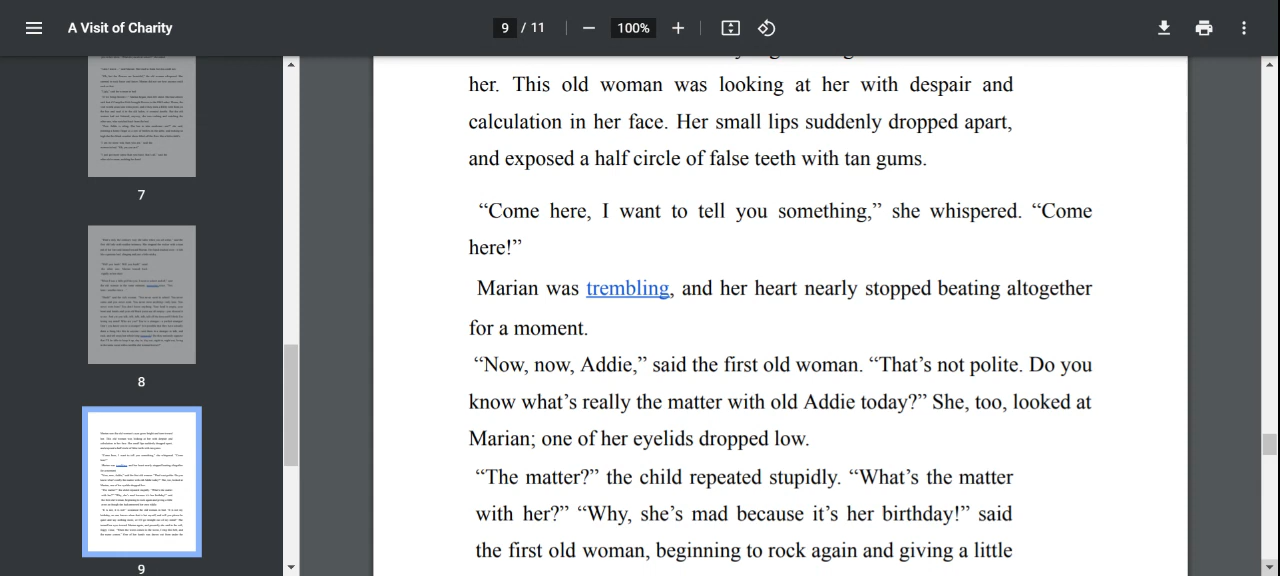 A Visit of Charity
9 / 11
100%
7
8
9
her. This old woman was looking at her with despair and
calculation in her face. Her small lips suddenly dropped apart,
and exposed a half circle of false teeth with tan gums.
“Come here, I want to tell you something,” she whispered. “Come
here!”
Marian was trembling, and her heart nearly stopped beating altogether
for a moment.
“Now, now, Addie,” said the first old woman. “That’s not polite. Do you
know what’s really the matter with old Addie today?” She, too, looked at
Marian; one of her eyelids dropped low.
“The matter?” the child repeated stupidly. “What’s the matter
with her?” “Why, she’s mad because it’s her birthday!” said
the first old woman, beginning to rock again and giving a little